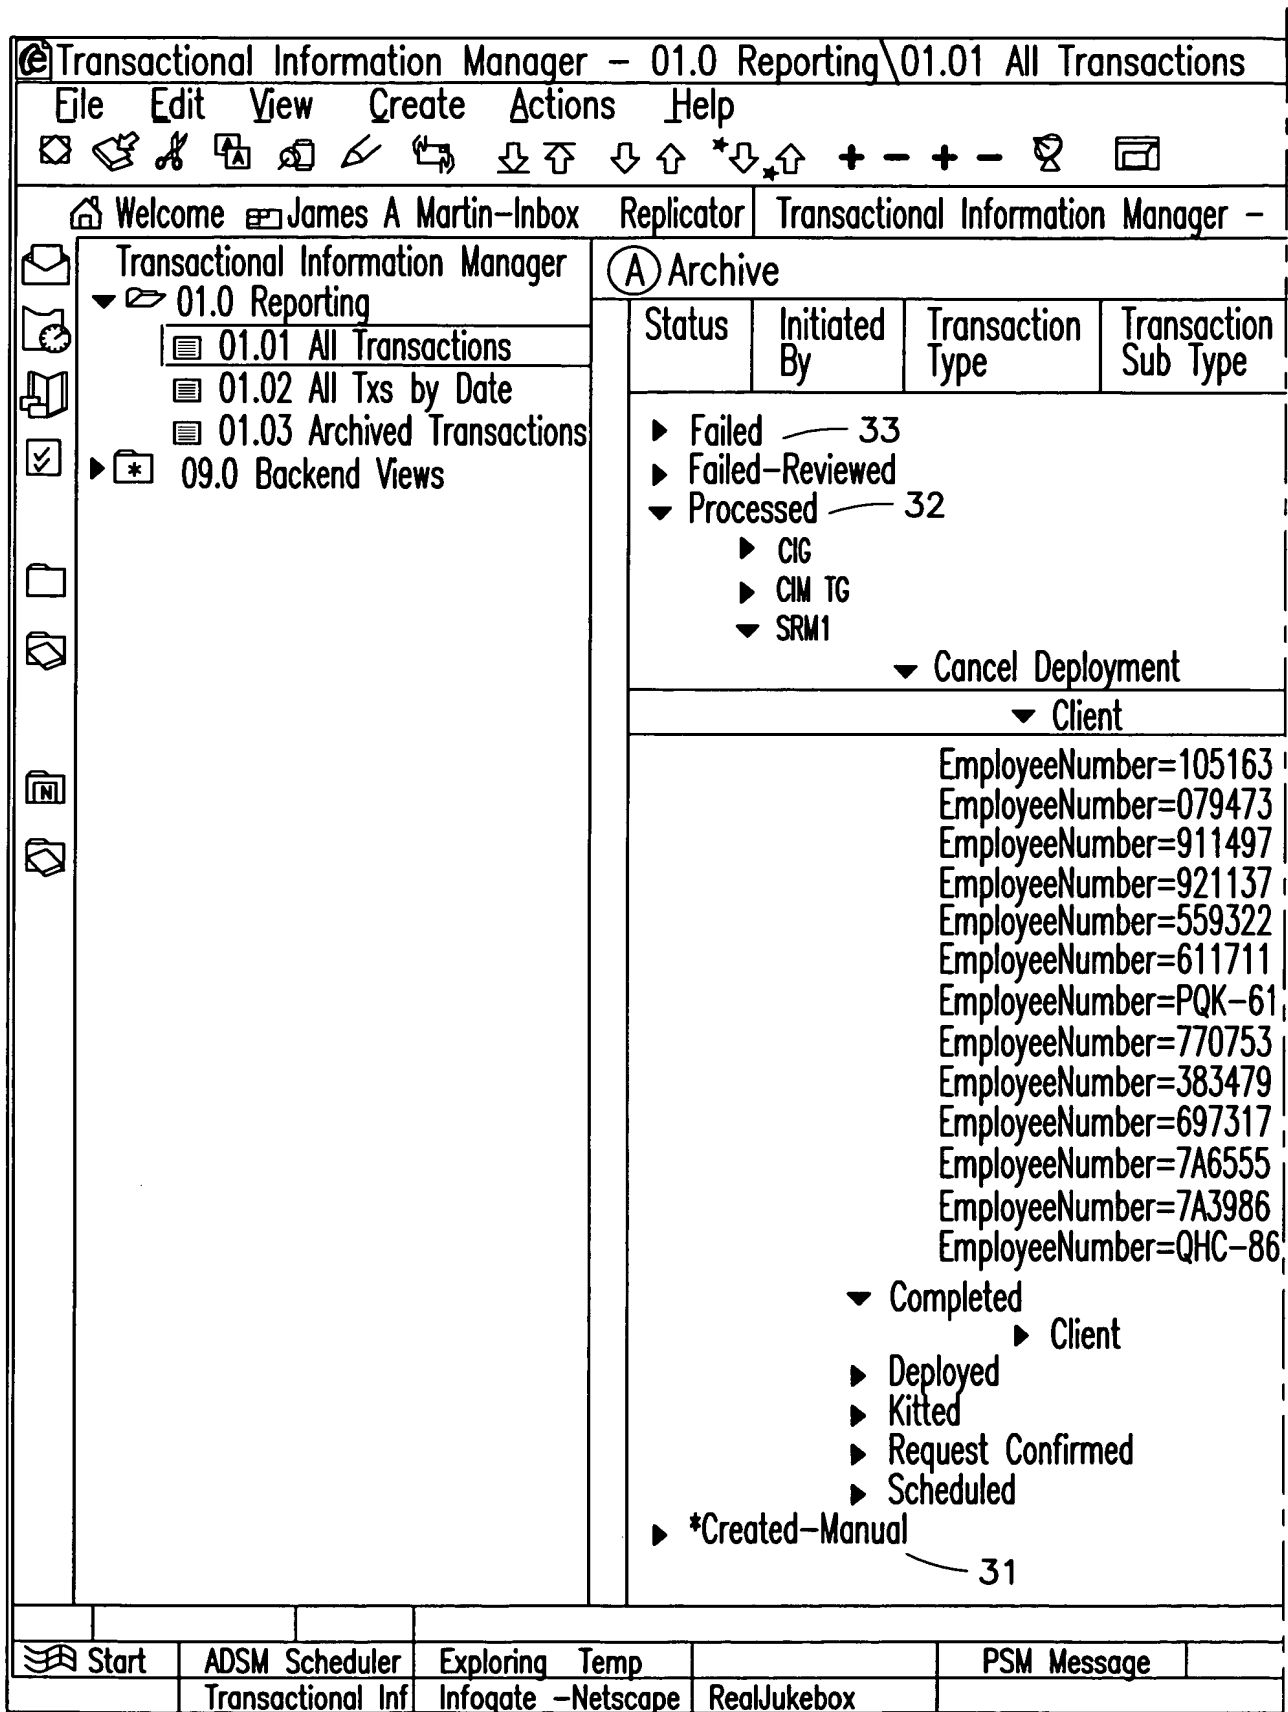 Transactional Information Manager – 01.0 Reporting\01.01 All Transactions
File Edit View Create Actions Help
Welcome James A Martin–Inbox Replicator Transactional Information Manager –
Transactional Information Manager
01.0 Reporting
01.01 All Transactions
01.02 All Txs by Date
01.03 Archived Transactions
09.0 Backend Views
A Archive
Status Initiated By Transaction Type Transaction Sub Type
Failed 33
Failed–Reviewed
Processed 32
CIG
CIM TG
SRM1
Cancel Deployment
Client
EmployeeNumber=105163
EmployeeNumber=079473
EmployeeNumber=911497
EmployeeNumber=921137
EmployeeNumber=559322
EmployeeNumber=611711
EmployeeNumber=PQK–61
EmployeeNumber=770753
EmployeeNumber=383479
EmployeeNumber=697317
EmployeeNumber=7A6555
EmployeeNumber=7A3986
EmployeeNumber=QHC–86
Completed
Client
Deployed
Kitted
Request Confirmed
Scheduled
*Created–Manual
31
Start ADSM Scheduler Exploring Temp PSM Message
Transactional Inf Infogate –Netscape RealJukebox